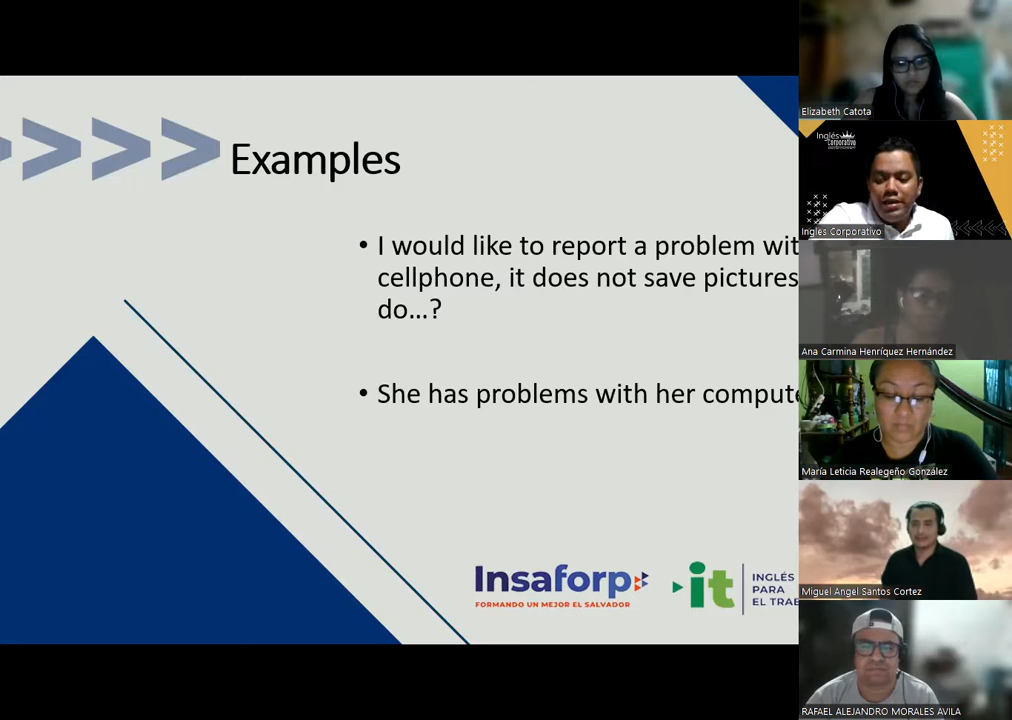 Examples
• I would like to report a problem wit
cellphone, it does not save pictures
do...?
• She has problems with her compute
Insaforp
FORMANDO UN MEJOR EL SALVADOR
it
INGLÉS
PARA
EL TRAB
Elizabeth Catota
Inglés
Corporativo
Ingles Corporativo
Ana Carmina Henríquez Hernández
María Leticia Realegeño González
Miguel Angel Santos Cortez
RAFAEL ALEJANDRO MORALES AVILA